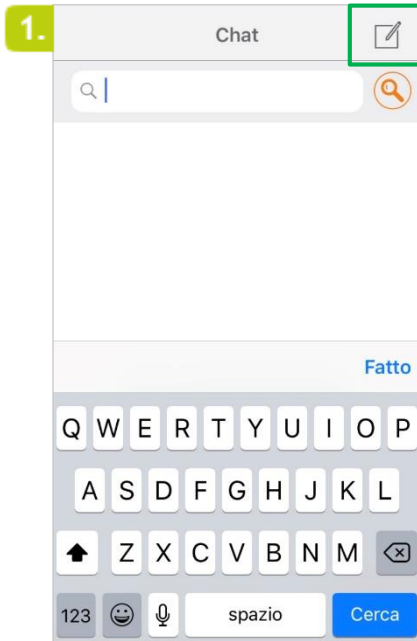 1.
Chat
Fatto
Q W E R T Y U I O P
A S D F G H J K L
Z X C V B N M
123 spazio Cerca